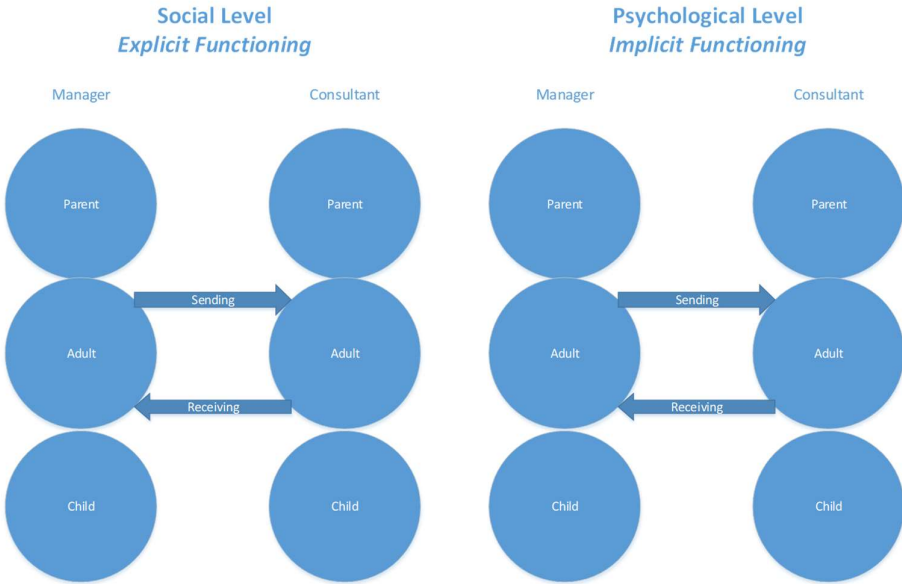 Social Level
Explicit Functioning
Manager
Consultant
Parent
Parent
Sending
Adult
Adult
Receiving
Child
Child
Psychological Level
Implicit Functioning
Manager
Consultant
Parent
Parent
Sending
Adult
Adult
Receiving
Child
Child